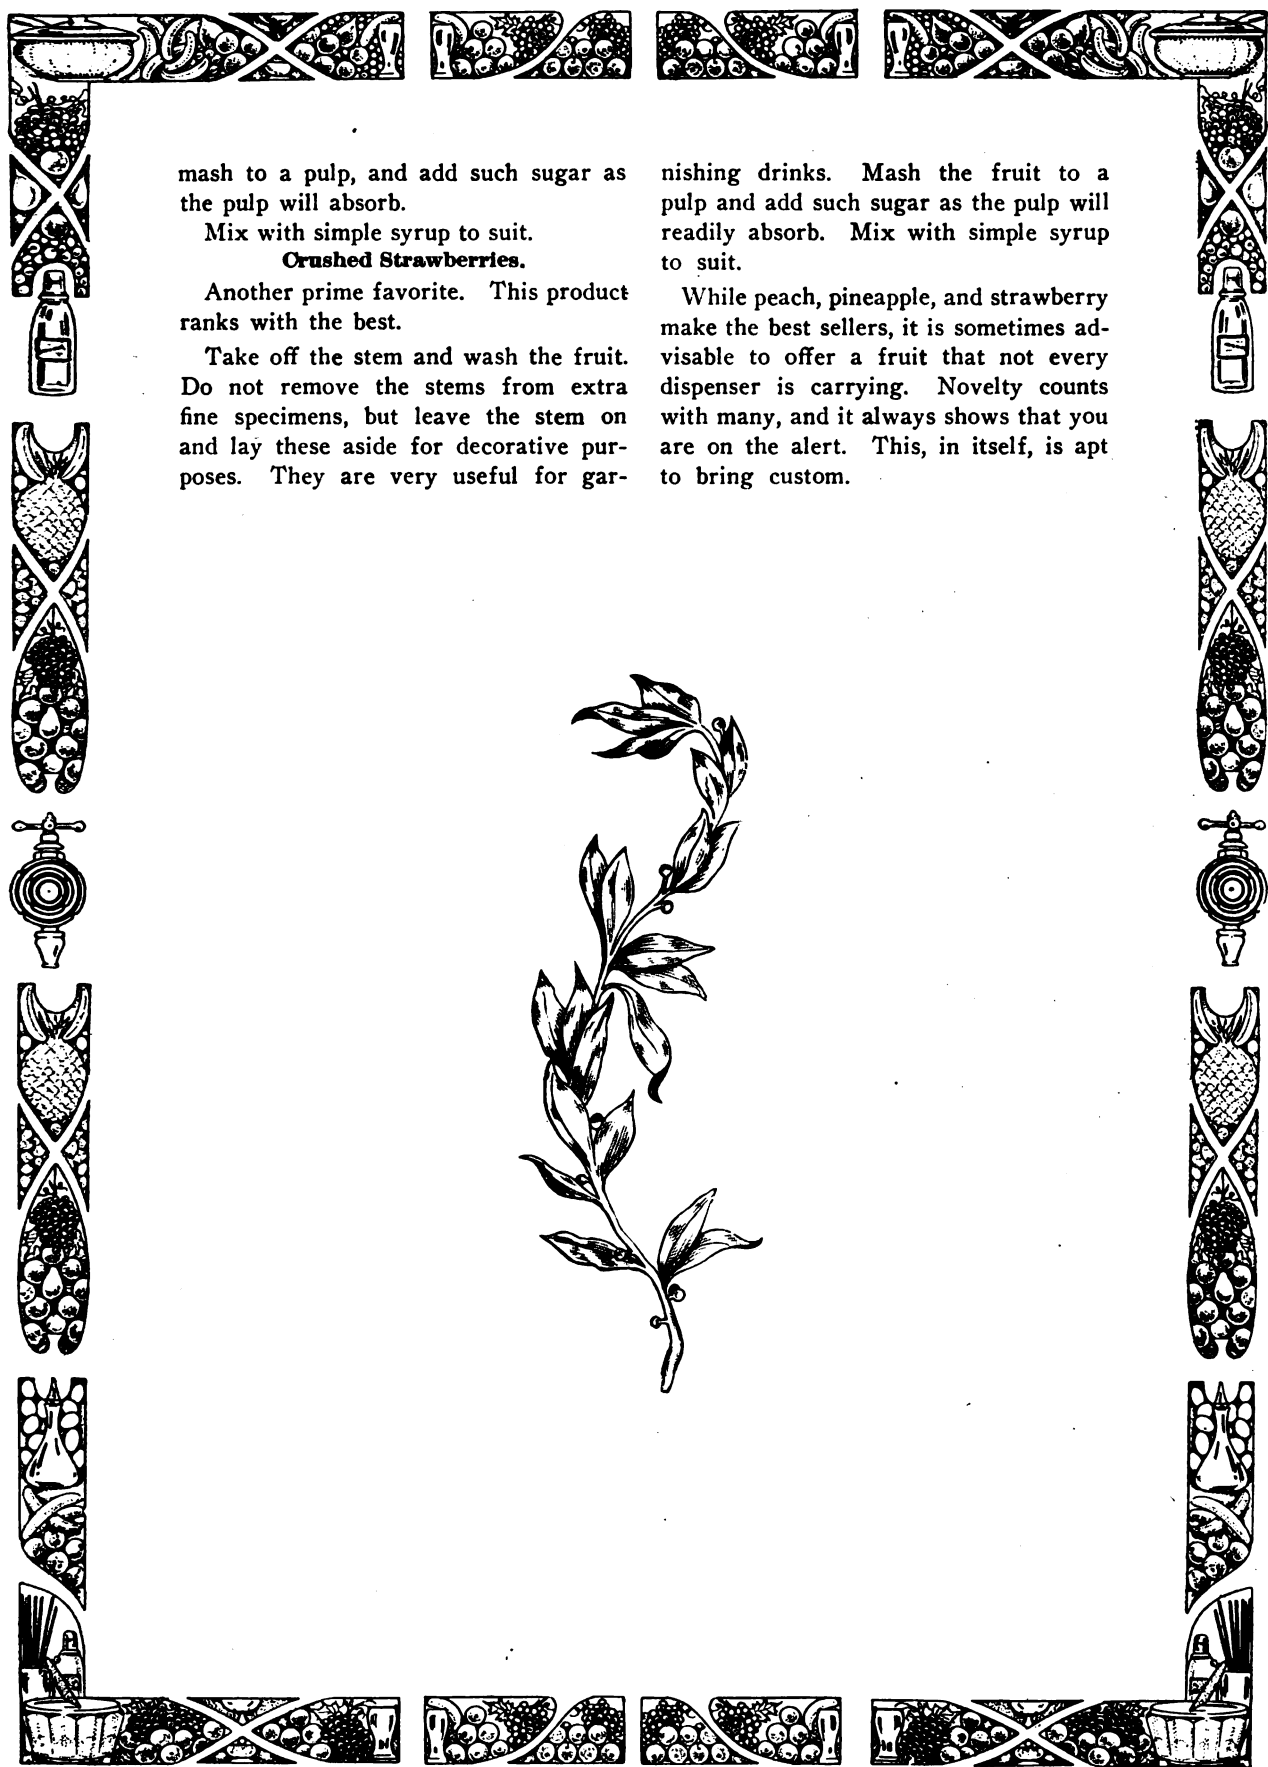 mash to a pulp, and add such sugar as
the pulp will absorb.
Mix with simple syrup to suit.
Crushed Strawberries.
Another prime favorite. This product
ranks with the best.
Take off the stem and wash the fruit.
Do not remove the stems from extra
fine specimens, but leave the stem on
and lay these aside for decorative pur-
poses. They are very useful for gar-
nishing drinks. Mash the fruit to a
pulp and add such sugar as the pulp will
readily absorb. Mix with simple syrup
to suit.
While peach, pineapple, and strawberry
make the best sellers, it is sometimes ad-
visable to offer a fruit that not every
dispenser is carrying. Novelty counts
with many, and it always shows that you
are on the alert. This, in itself, is apt
to bring custom.